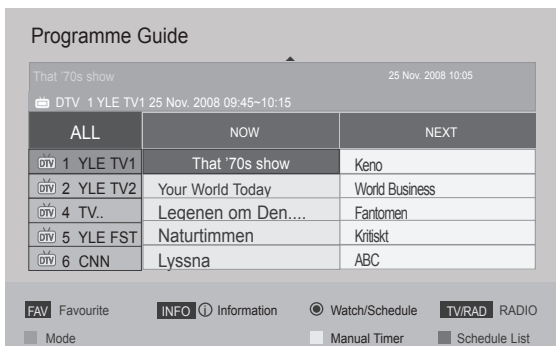 Programme Guide
That '70s show 25 Nov. 2008 10:05
DTV 1 YLE TV1 25 Nov. 2008 09:45~10:15
ALL NOW NEXT
DTV 1 YLE TV1 That '70s show Keno
DTV 2 YLE TV2 Your World Today World Business
DTV 4 TV.. Legenen om Den.... Fantomen
DTV 5 YLE FST Naturtimmen Kritiskt
DTV 6 CNN Lyssna ABC
FAV Favourite INFO i Information Watch/Schedule TV/RAD RADIO
Mode Manual Timer Schedule List